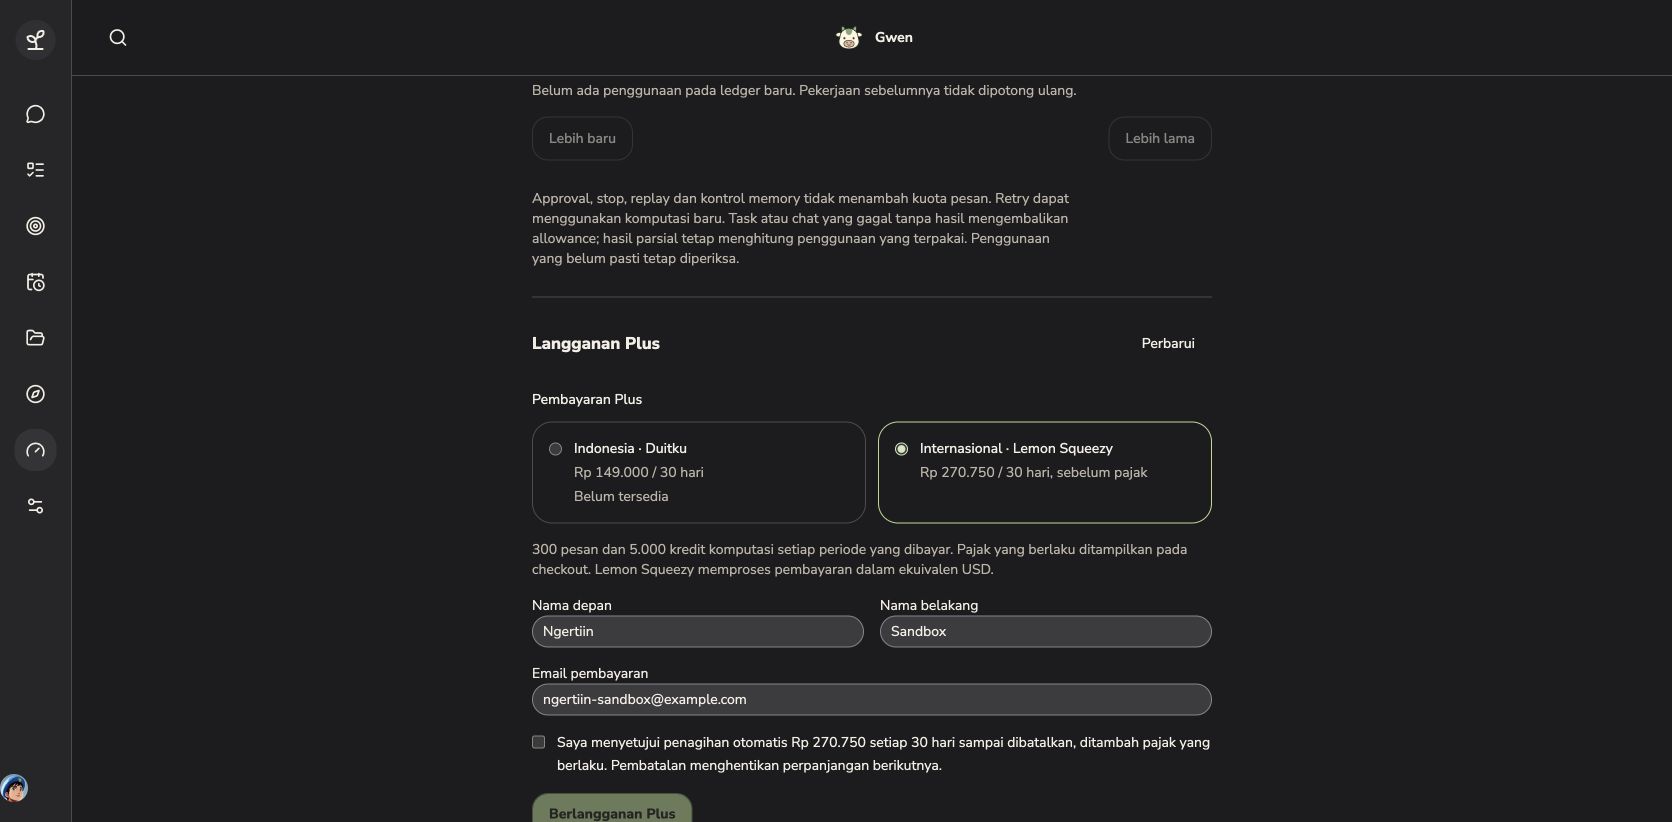 Gwen
Belum ada penggunaan pada ledger baru. Pekerjaan sebelumnya tidak dipotong ulang.
Lebih baru
Lebih lama
Approval, stop, replay dan kontrol memory tidak menambah kuota pesan. Retry dapat
menggunakan komputasi baru. Task atau chat yang gagal tanpa hasil mengembalikan
allowance; hasil parsial tetap menghitung penggunaan yang terpakai. Penggunaan
yang belum pasti tetap diperiksa.
Langganan Plus
Perbarui
Pembayaran Plus
Indonesia · Duitku
Rp 149.000 / 30 hari
Belum tersedia
Internasional · Lemon Squeezy
Rp 270.750 / 30 hari, sebelum pajak
300 pesan dan 5.000 kredit komputasi setiap periode yang dibayar. Pajak yang berlaku ditampilkan pada
checkout. Lemon Squeezy memproses pembayaran dalam ekuivalen USD.
Nama depan
Nama belakang
Ngertiin
Sandbox
Email pembayaran
ngertiin-sandbox@example.com
Saya menyetujui penagihan otomatis Rp 270.750 setiap 30 hari sampai dibatalkan, ditambah pajak yang
berlaku. Pembatalan menghentikan perpanjangan berikutnya.
Berlangganan Plus